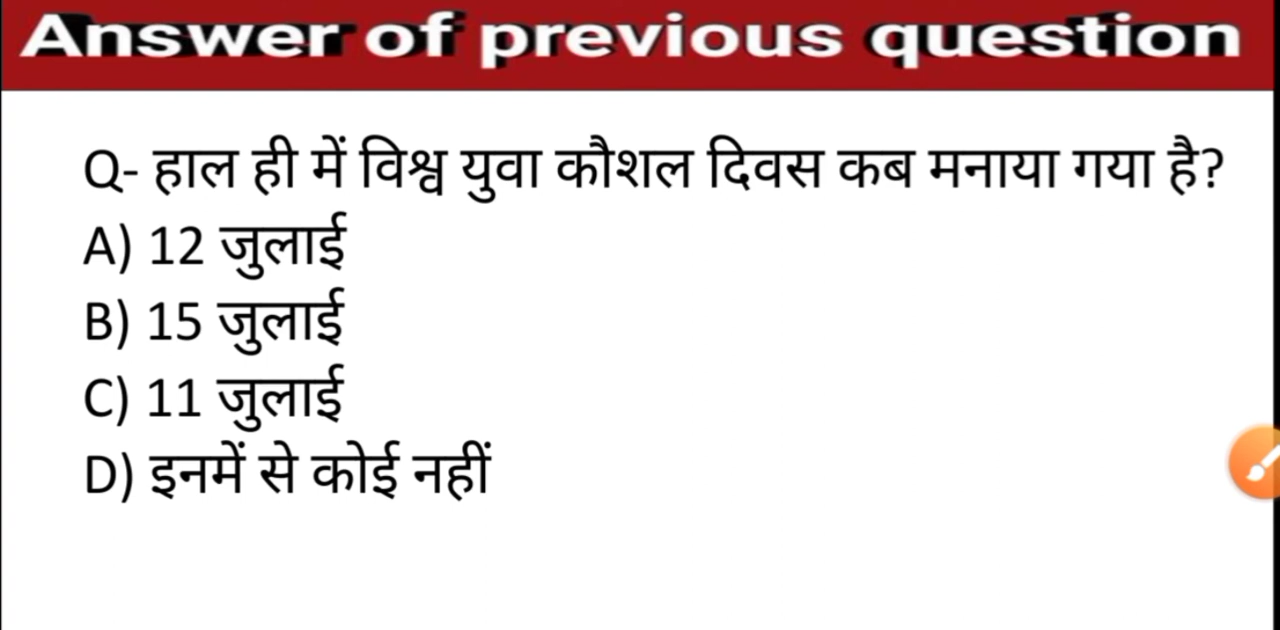 Answer of previous question
Q- हाल ही में विश्व युवा कौशल दिवस कब मनाया गया है?
A) 12 जुलाई
B) 15 जुलाई
C) 11 जुलाई
D) इनमें से कोई नहीं